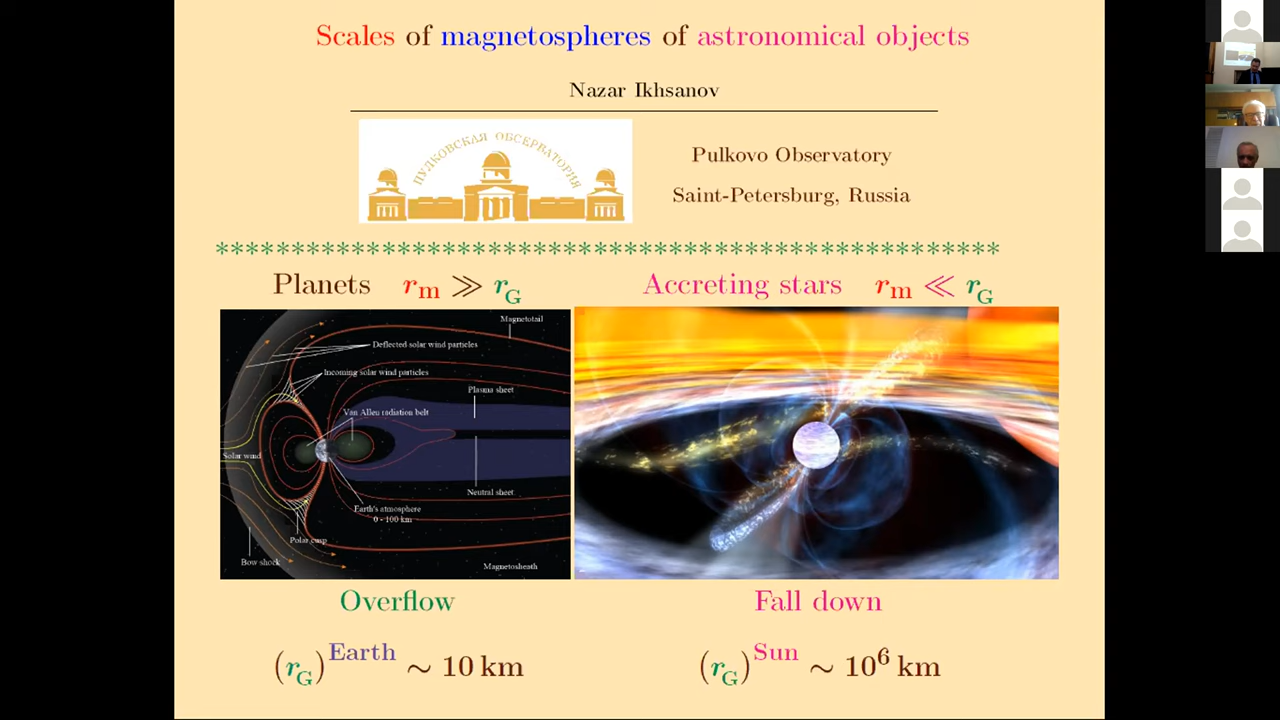 Scales of magnetospheres of astronomical objects
Nazar Ikhsanov
ПУЛКОВСКАЯ ОБСЕРВАТОРИЯ
Pulkovo Observatory
Saint-Petersburg, Russia
****************************************************
Planets r_m ≫ r_G
Accreting stars r_m ≪ r_G
Magnetotail
Deflected solar wind particles
Incoming solar wind particles
Plasma sheet
Van Allen radiation belt
Solar wind
Neutral sheet
Earth's atmosphere
0 - 100 km
Polar cusp
Bow shock
Magnetosheath
Overflow
Fall down
(r_G)^Earth ∼ 10 km
(r_G)^Sun ∼ 10^6 km